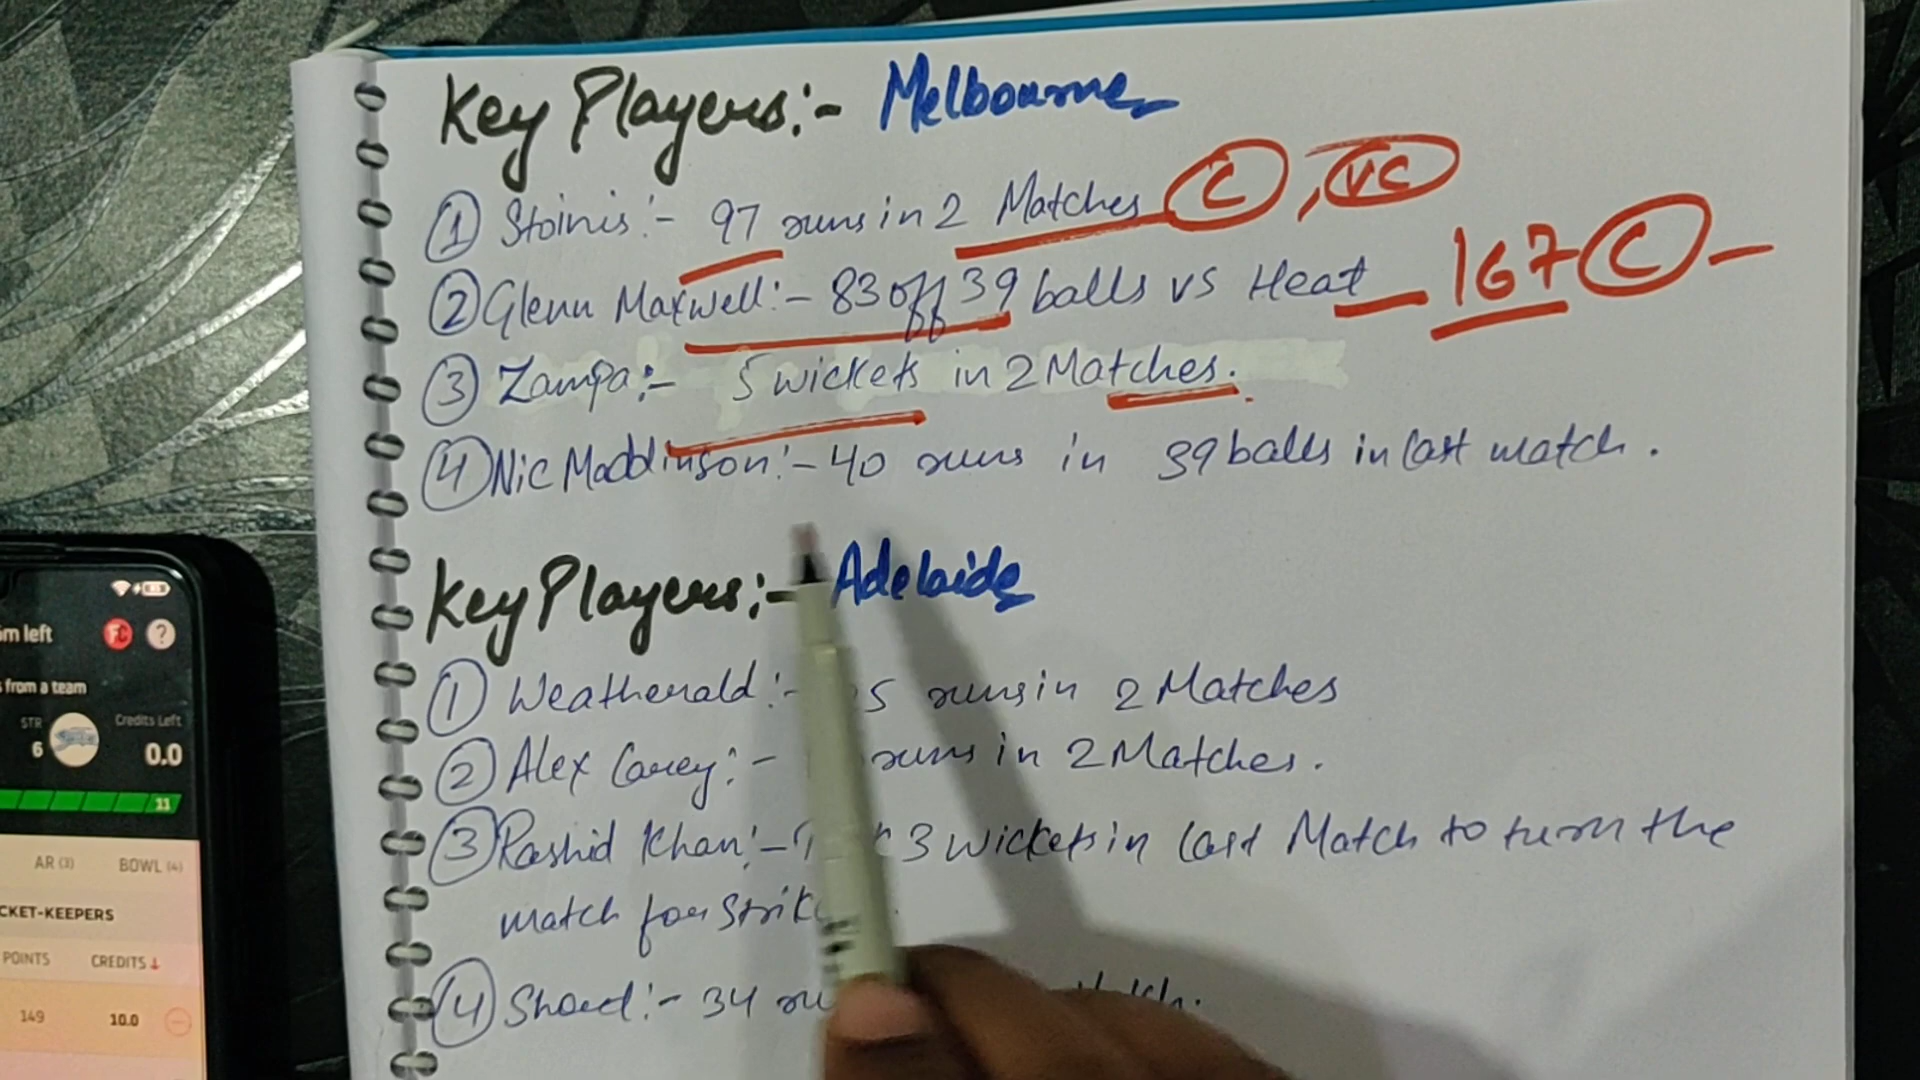 Key Players:- Melbourne
① Stoinis:- 97 runs in 2 Matches C , VC
② Glenn Maxwell:- 83 off 39 balls vs Heat — 167 C —
③ Zampa:- 5 wickets in 2 Matches.
④ Nic Maddinson:- 40 runs in 39 balls in last match.
Key Players:- Adelaide
① Weatherald:- 5 runs in 2 Matches
② Alex Carey:- runs in 2 Matches.
③ Rashid Khan:- 3 wickets in last Match to turn the
match for
④ 34
m left FC ?
s from a team
STR Credits Left
6 0.0
11
AR (3) BOWL (4)
CKET-KEEPERS
POINTS CREDITS ↓
149 10.0